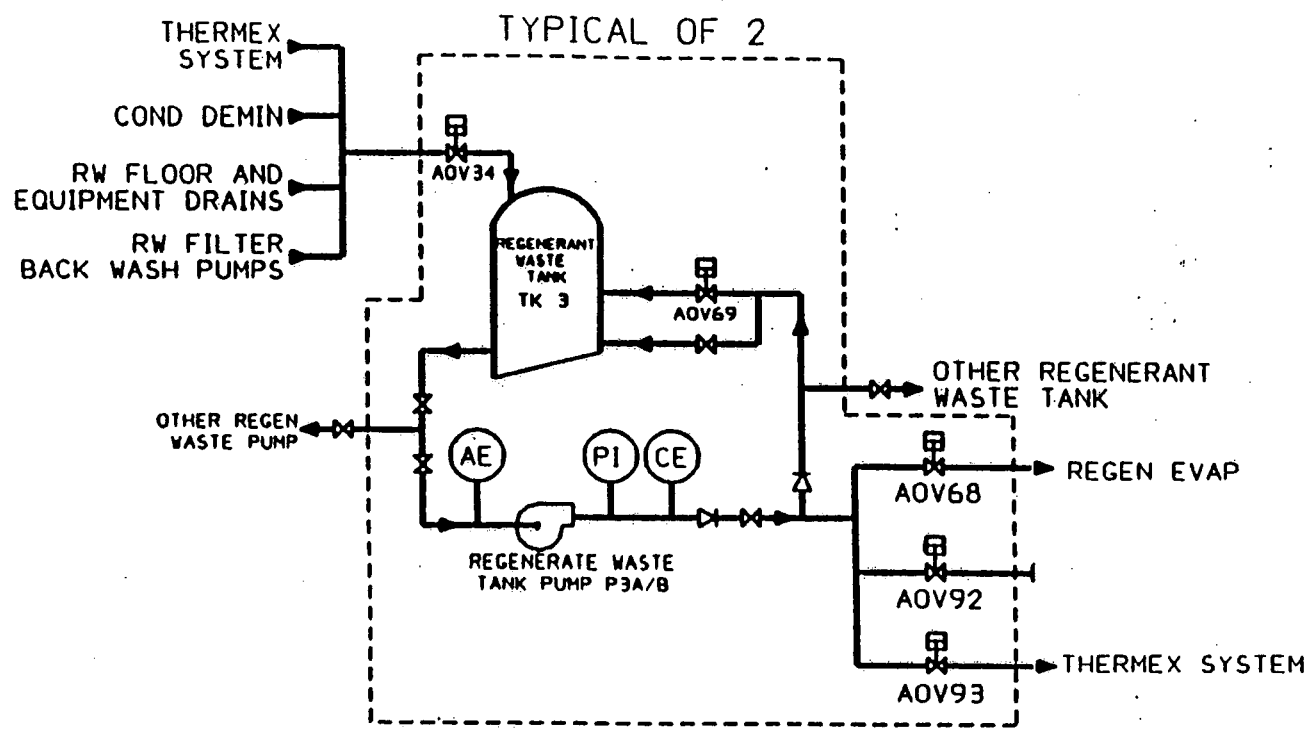 TYPICAL OF 2
THERMEX
SYSTEM
COND DEMIN
RW FLOOR AND
EQUIPMENT DRAINS
RW FILTER
BACK WASH PUMPS
AOV34
REGENERANT
WASTE
TANK
TK 3
AOV69
OTHER REGENERANT
WASTE TANK
OTHER REGEN
WASTE PUMP
AE
PI
CE
REGENERATE WASTE
TANK PUMP P3A/B
AOV68
REGEN EVAP
AOV92
AOV93
THERMEX SYSTEM